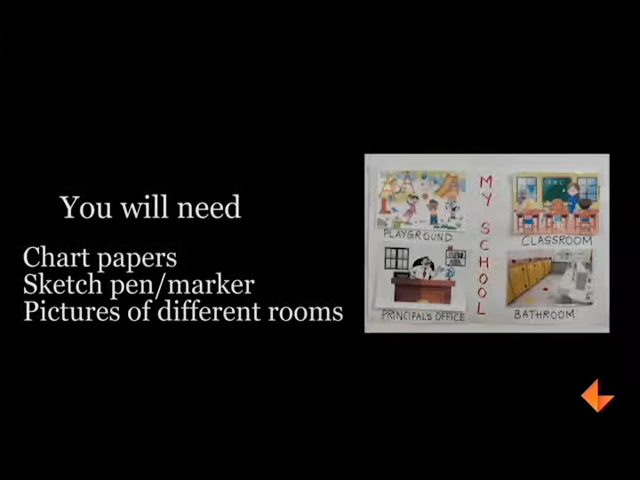 You will need
Chart papers
Sketch pen/marker
Pictures of different rooms
MY SCHOOL
PLAYGROUND
CLASSROOM
PRINCIPAL'S OFFICE
BATHROOM